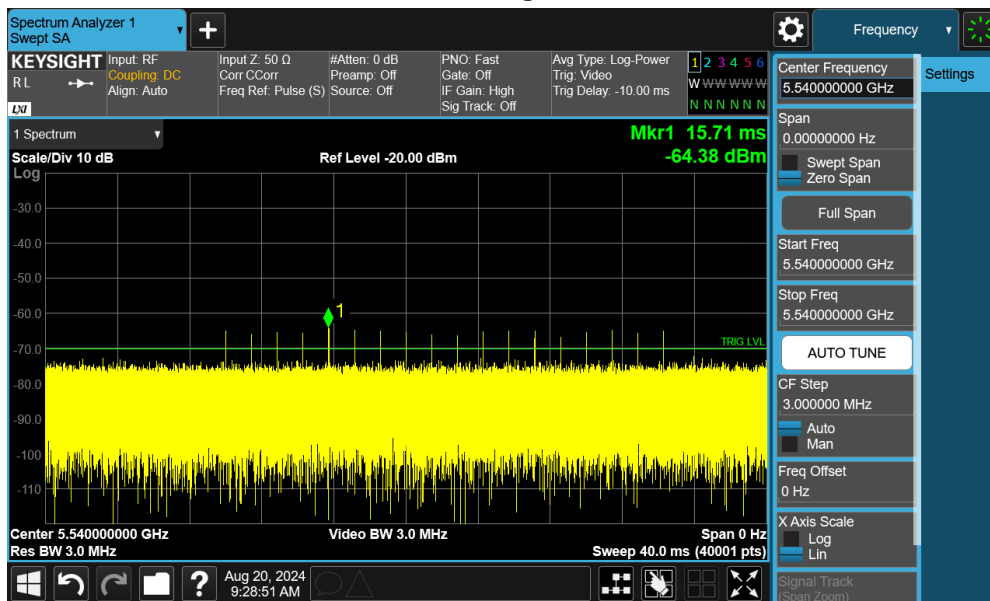 Spectrum Analyzer 1
Swept SA
Frequency
KEYSIGHT
R L
LXI
Input: RF
Coupling: DC
Align: Auto
Input Z: 50 Ω
Corr CCorr
Freq Ref: Pulse (S)
#Atten: 0 dB
Preamp: Off
Source: Off
PNO: Fast
Gate: Off
IF Gain: High
Sig Track: Off
Avg Type: Log-Power
Trig: Video
Trig Delay: -10.00 ms
1 2 3 4 5 6
W W W W W W
N N N N N N
1 Spectrum
Mkr1 15.71 ms
Scale/Div 10 dB
Ref Level -20.00 dBm
-64.38 dBm
Log
-30.0
-40.0
-50.0
-60.0
1
TRIG LVL
-70.0
-80.0
-90.0
-100
-110
Center 5.540000000 GHz
Video BW 3.0 MHz
Span 0 Hz
Res BW 3.0 MHz
Sweep 40.0 ms (40001 pts)
Aug 20, 2024
9:28:51 AM
?
Center Frequency
5.540000000 GHz
Span
0.00000000 Hz
Swept Span
Zero Span
Full Span
Start Freq
5.540000000 GHz
Stop Freq
5.540000000 GHz
AUTO TUNE
CF Step
3.000000 MHz
Auto
Man
Freq Offset
0 Hz
X Axis Scale
Log
Lin
Signal Track
(Span Zoom)
Settings